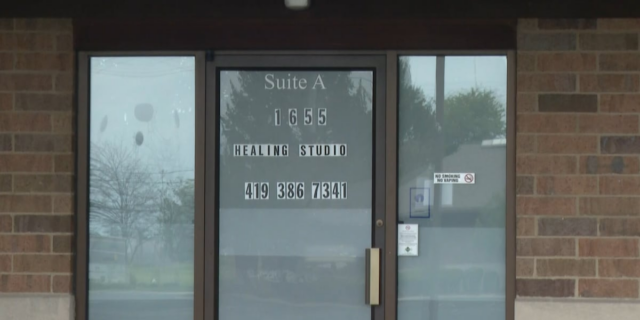 Suite A
1655
HEALING STUDIO
419 386 7341
NO SMOKING
NO VAPING